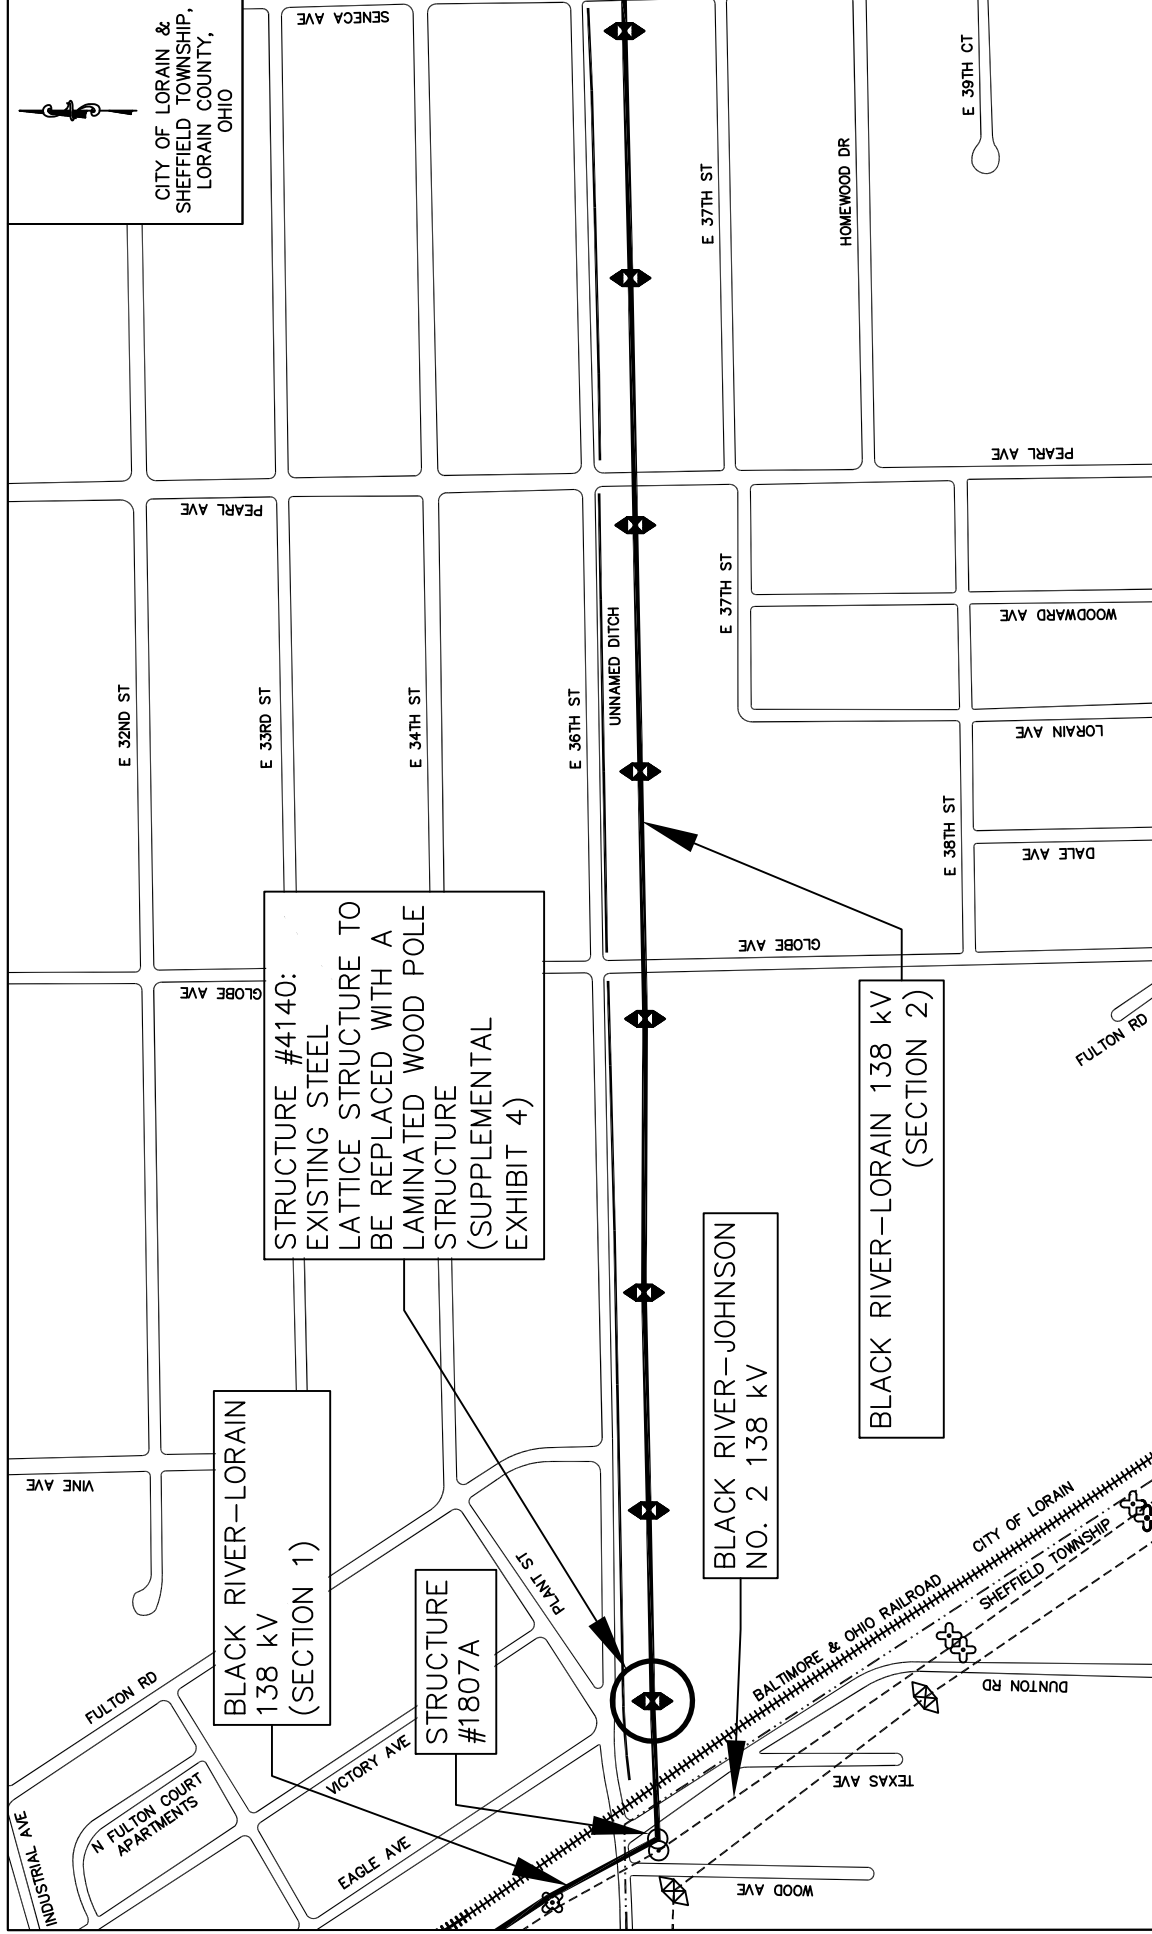 CITY OF LORAIN &
SHEFFIELD TOWNSHIP,
LORAIN COUNTY,
OHIO
SENECA AVE
E 39TH CT
E 37TH ST
HOMEWOOD DR
PEARL AVE
PEARL AVE
E 32ND ST
E 33RD ST
E 34TH ST
E 36TH ST
UNNAMED DITCH
E 37TH ST
WOODWARD AVE
LORAIN AVE
E 38TH ST
DALE AVE
GLOBE AVE
GLOBE AVE
FULTON RD
STRUCTURE #4140:
EXISTING STEEL
LATTICE STRUCTURE TO
BE REPLACED WITH A
LAMINATED WOOD POLE
STRUCTURE
(SUPPLEMENTAL
EXHIBIT 4)
BLACK RIVER-LORAIN 138 kV
(SECTION 2)
BLACK RIVER-JOHNSON
NO. 2 138 kV
VINE AVE
BLACK RIVER-LORAIN
138 kV
(SECTION 1)
STRUCTURE
#1807A
PLANT ST
FULTON RD
INDUSTRIAL AVE
N FULTON COURT
APARTMENTS
VICTORY AVE
EAGLE AVE
BALTIMORE & OHIO RAILROAD
CITY OF LORAIN
SHEFFIELD TOWNSHIP
DUNTON RD
TEXAS AVE
WOOD AVE